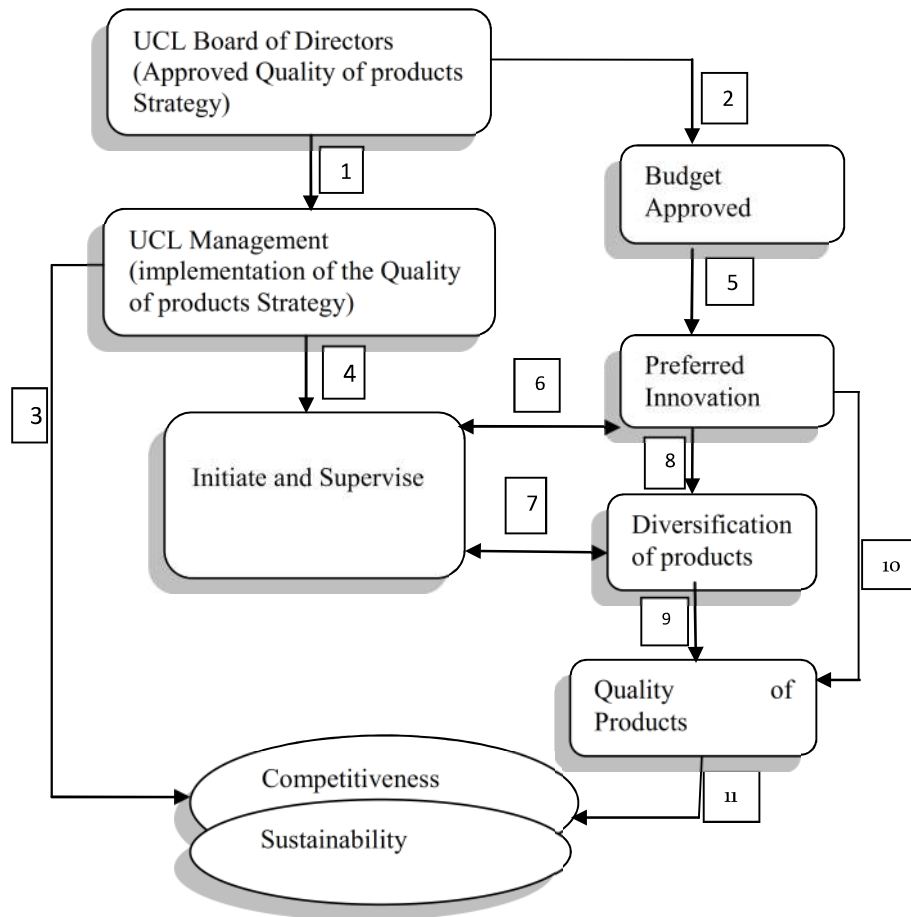 UCL Board of Directors
(Approved Quality of products
Strategy)
2
1
Budget
Approved
UCL Management
(implementation of the Quality
of products Strategy)
5
4
3
6
Preferred
Innovation
8
Initiate and Supervise
7
Diversification
of products
10
9
Quality of
Products
Competitiveness
11
Sustainability